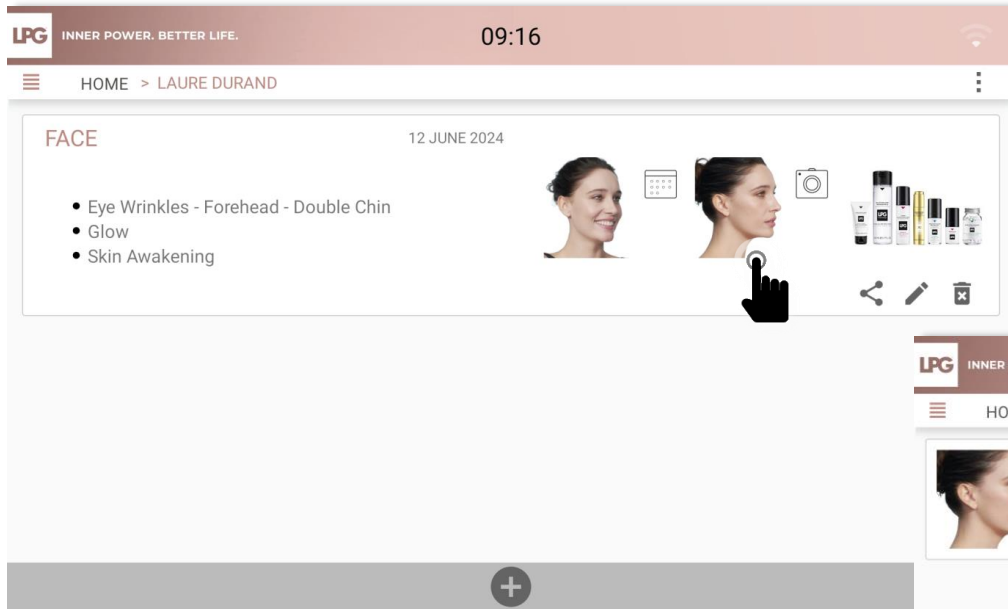 LPG INNER POWER. BETTER LIFE. 09:16
HOME > LAURE DURAND
FACE 12 JUNE 2024
Eye Wrinkles - Forehead - Double Chin
Glow
Skin Awakening
LPG
LPG INNER
HO